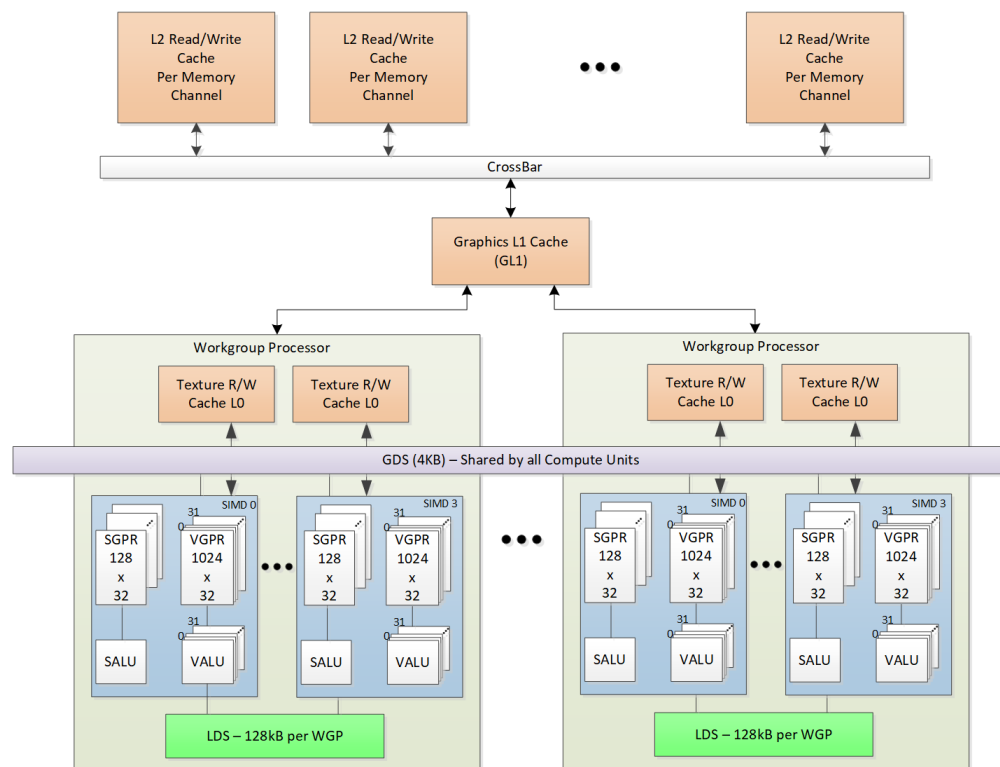 L2 Read/Write
Cache
Per Memory
Channel
L2 Read/Write
Cache
Per Memory
Channel
L2 Read/Write
Cache
Per Memory
Channel
CrossBar
Graphics L1 Cache
(GL1)
Workgroup Processor
Texture R/W
Cache L0
Texture R/W
Cache L0
Workgroup Processor
Texture R/W
Cache L0
Texture R/W
Cache L0
GDS (4KB) – Shared by all Compute Units
SIMD 0
SGPR
128
x
32
31
0
VGPR
1024
x
32
SALU
31
0
VALU
SIMD 3
SGPR
128
x
32
31
0
VGPR
1024
x
32
SALU
31
0
VALU
LDS – 128kB per WGP
SIMD 0
SGPR
128
x
32
31
0
VGPR
1024
x
32
SALU
31
0
VALU
SIMD 3
SGPR
128
x
32
31
0
VGPR
1024
x
32
SALU
31
0
VALU
LDS – 128kB per WGP